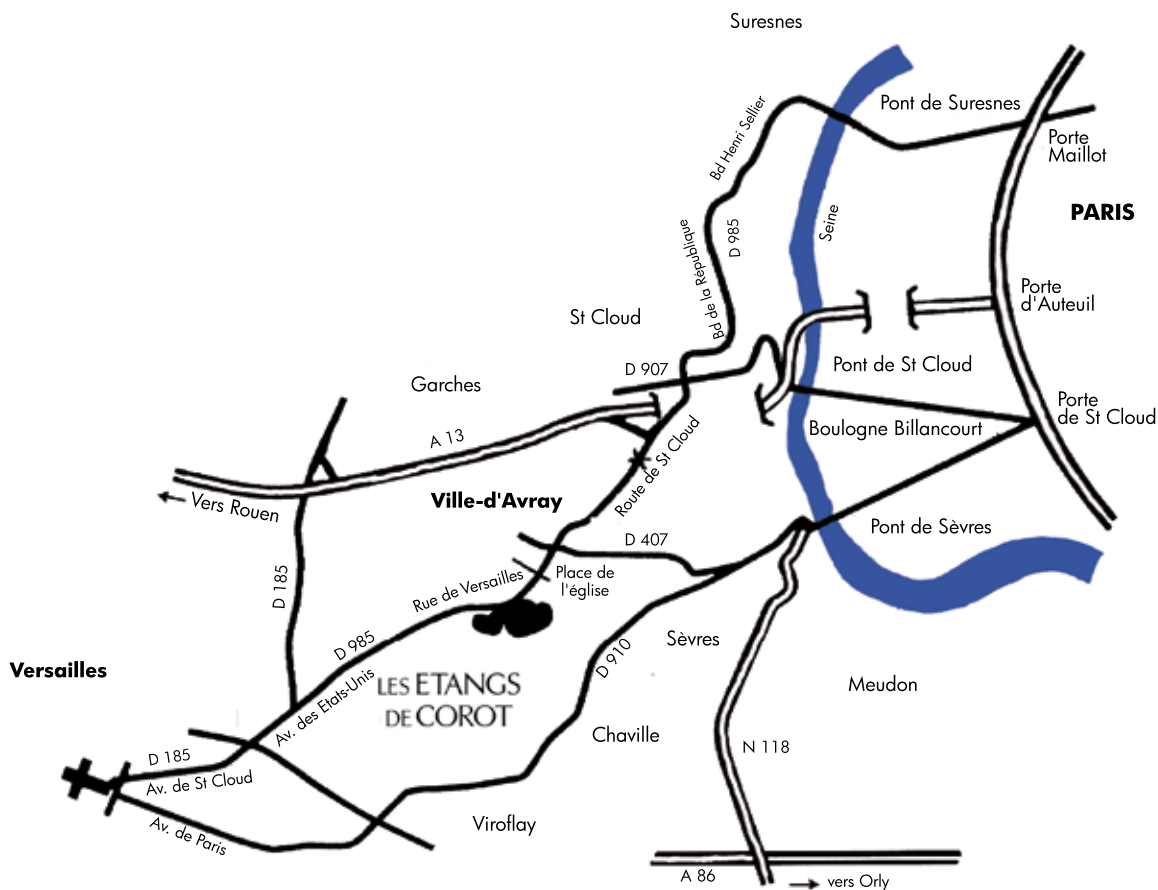 Suresnes
Pont de Suresnes
Bd Henri Sellier
Porte
Maillot
PARIS
Seine
D 985
Bd de la République
Porte
d'Auteuil
St Cloud
D 907
Pont de St Cloud
Garches
Porte
de St Cloud
Boulogne Billancourt
A 13
Route de St Cloud
← Vers Rouen
Ville-d'Avray
Pont de Sèvres
D 407
Place de
l'église
D 185
Rue de Versailles
Sèvres
D 985
D 910
Versailles
LES ETANGS
DE COROT
Meudon
Av. des Etats-Unis
Chaville
N 118
D 185
Av. de St Cloud
Viroflay
Av. de Paris
A 86
→ vers Orly